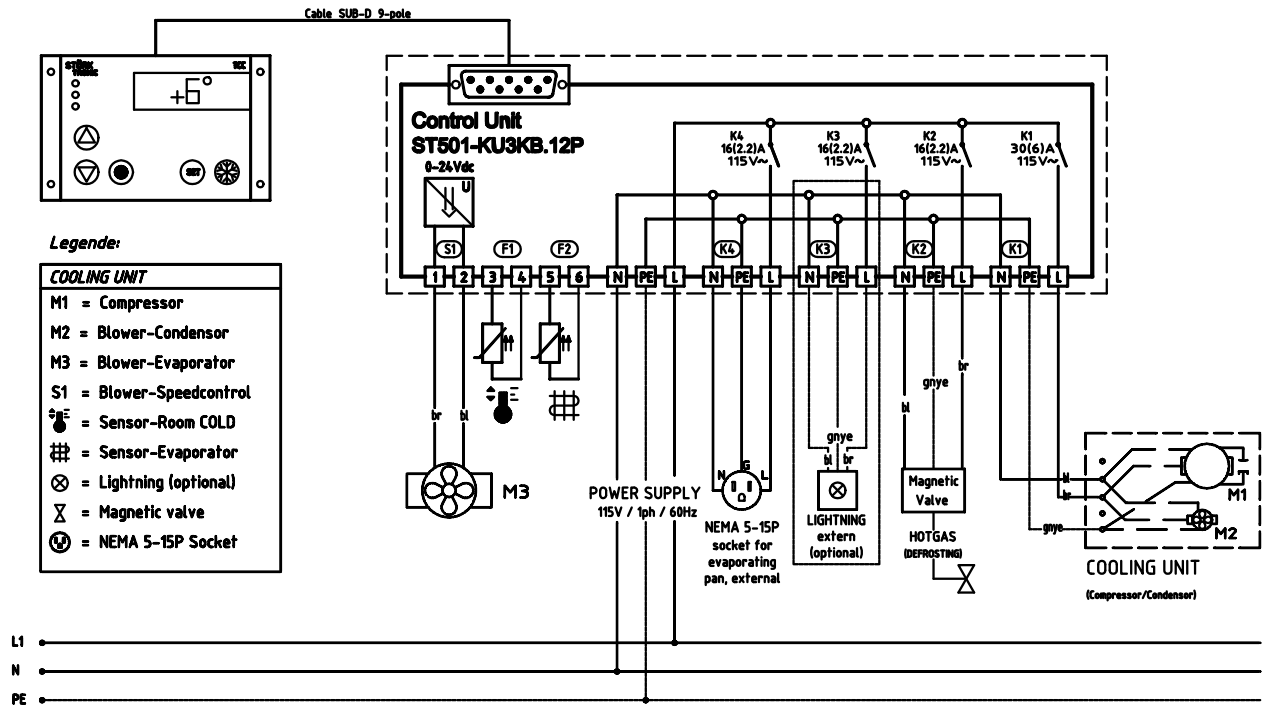 Cable SUB-D 9-pole
STÖRK
TRONIC
TCC
+6°
SET
Control Unit
ST501-KU3KB.12P
0-24Vdc
U
K4
16(2.2)A
115V~
K3
16(2.2)A
115V~
K2
16(2.2)A
115V~
K1
30(6)A
115V~
S1 F1 F2 K4 K3 K2 K1
1 2 3 4 5 6 N PE L N PE L N PE L N PE L N PE L
Legende:
COOLING UNIT
M1 = Compressor
M2 = Blower-Condensor
M3 = Blower-Evaporator
S1 = Blower-Speedcontrol
= Sensor-Room COLD
= Sensor-Evaporator
= Lightning (optional)
= Magnetic valve
= NEMA 5-15P Socket
br bl
M3
POWER SUPPLY
115V / 1ph / 60Hz
N G L
NEMA 5-15P
socket for
evaporating
pan, external
gnye
bl br
LIGHTNING
extern
(optional)
br
gnye
bl
Magnetic
Valve
HOTGAS
(DEFROSTING)
bl
br
gnye
M1
M2
COOLING UNIT
(Compressor/Condensor)
L1
N
PE